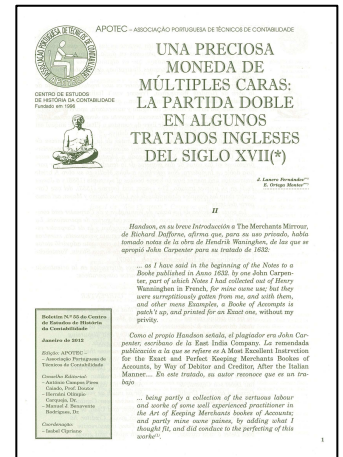 APOTEC – ASSOCIAÇÃO PORTUGUESA DE TÉCNICOS DE CONTABILIDADE
CENTRO DE ESTUDOS
DE HISTÓRIA DA CONTABILIDADE
Fundado em 1996
UNA PRECIOSA
MONEDA DE
MÚLTIPLES CARAS:
LA PARTIDA DOBLE
EN ALGUNOS
TRATADOS INGLESES
DEL SIGLO XVII(*)
J. Lanero Fernández(**)
E. Ortega Montes(**)
II
Handson, en su breve Introducción a The Merchants Mirrour,
de Richard Dafforne, afirma que, para su uso privado, había
tomado notas de la obra de Hendrik Waninghen, de las que se
apropió John Carpenter para su tratado de 1632:
... as I have said in the beginning of the Notes to a
Booke published in Anno 1632. by one John Carpen-
ter, part of which Notes I had collected out of Henry
Wanninghen in French, for mine owne use; but they
were surruptitiously gotten from me, and with them,
and other mens Examples, a Booke of Accompts is
patch't up, and printed for an Exact one, without my
privity.
Como el propio Handson señala, el plagiador era John Car-
penter, escribano de la East India Company. La remendada
publicación a la que se refiere es A Most Excellent Instruction
for the Exact and Perfect Keeping Merchants Bookes of
Accounts, by Way of Debitor and Creditor, After the Italian
Manner.... En este tratado, su autor reconoce que es un tra-
bajo
... being partly a collection of the vertuous labour
and worke of some well experienced practitioner in
the Art of Keeping Merchants bookes of Accounts;
and partly mine owne paines, by adding what I
thought fit, and did conduce to the perfecting of this
worke(1).
Boletim N.º 55 do Centro
de Estudos de História
da Contabilidade
Janeiro de 2012
Edição: APOTEC –
– Associação Portuguesa de
Técnicos de Contabilidade
Conselho Editorial:
– António Campos Pires
Caiado, Prof. Doutor
– Hernâni Olímpio
Carqueja, Dr.
– Manuel J. Benavente
Rodrigues, Dr.
Coordenação:
– Isabel Cipriano
1